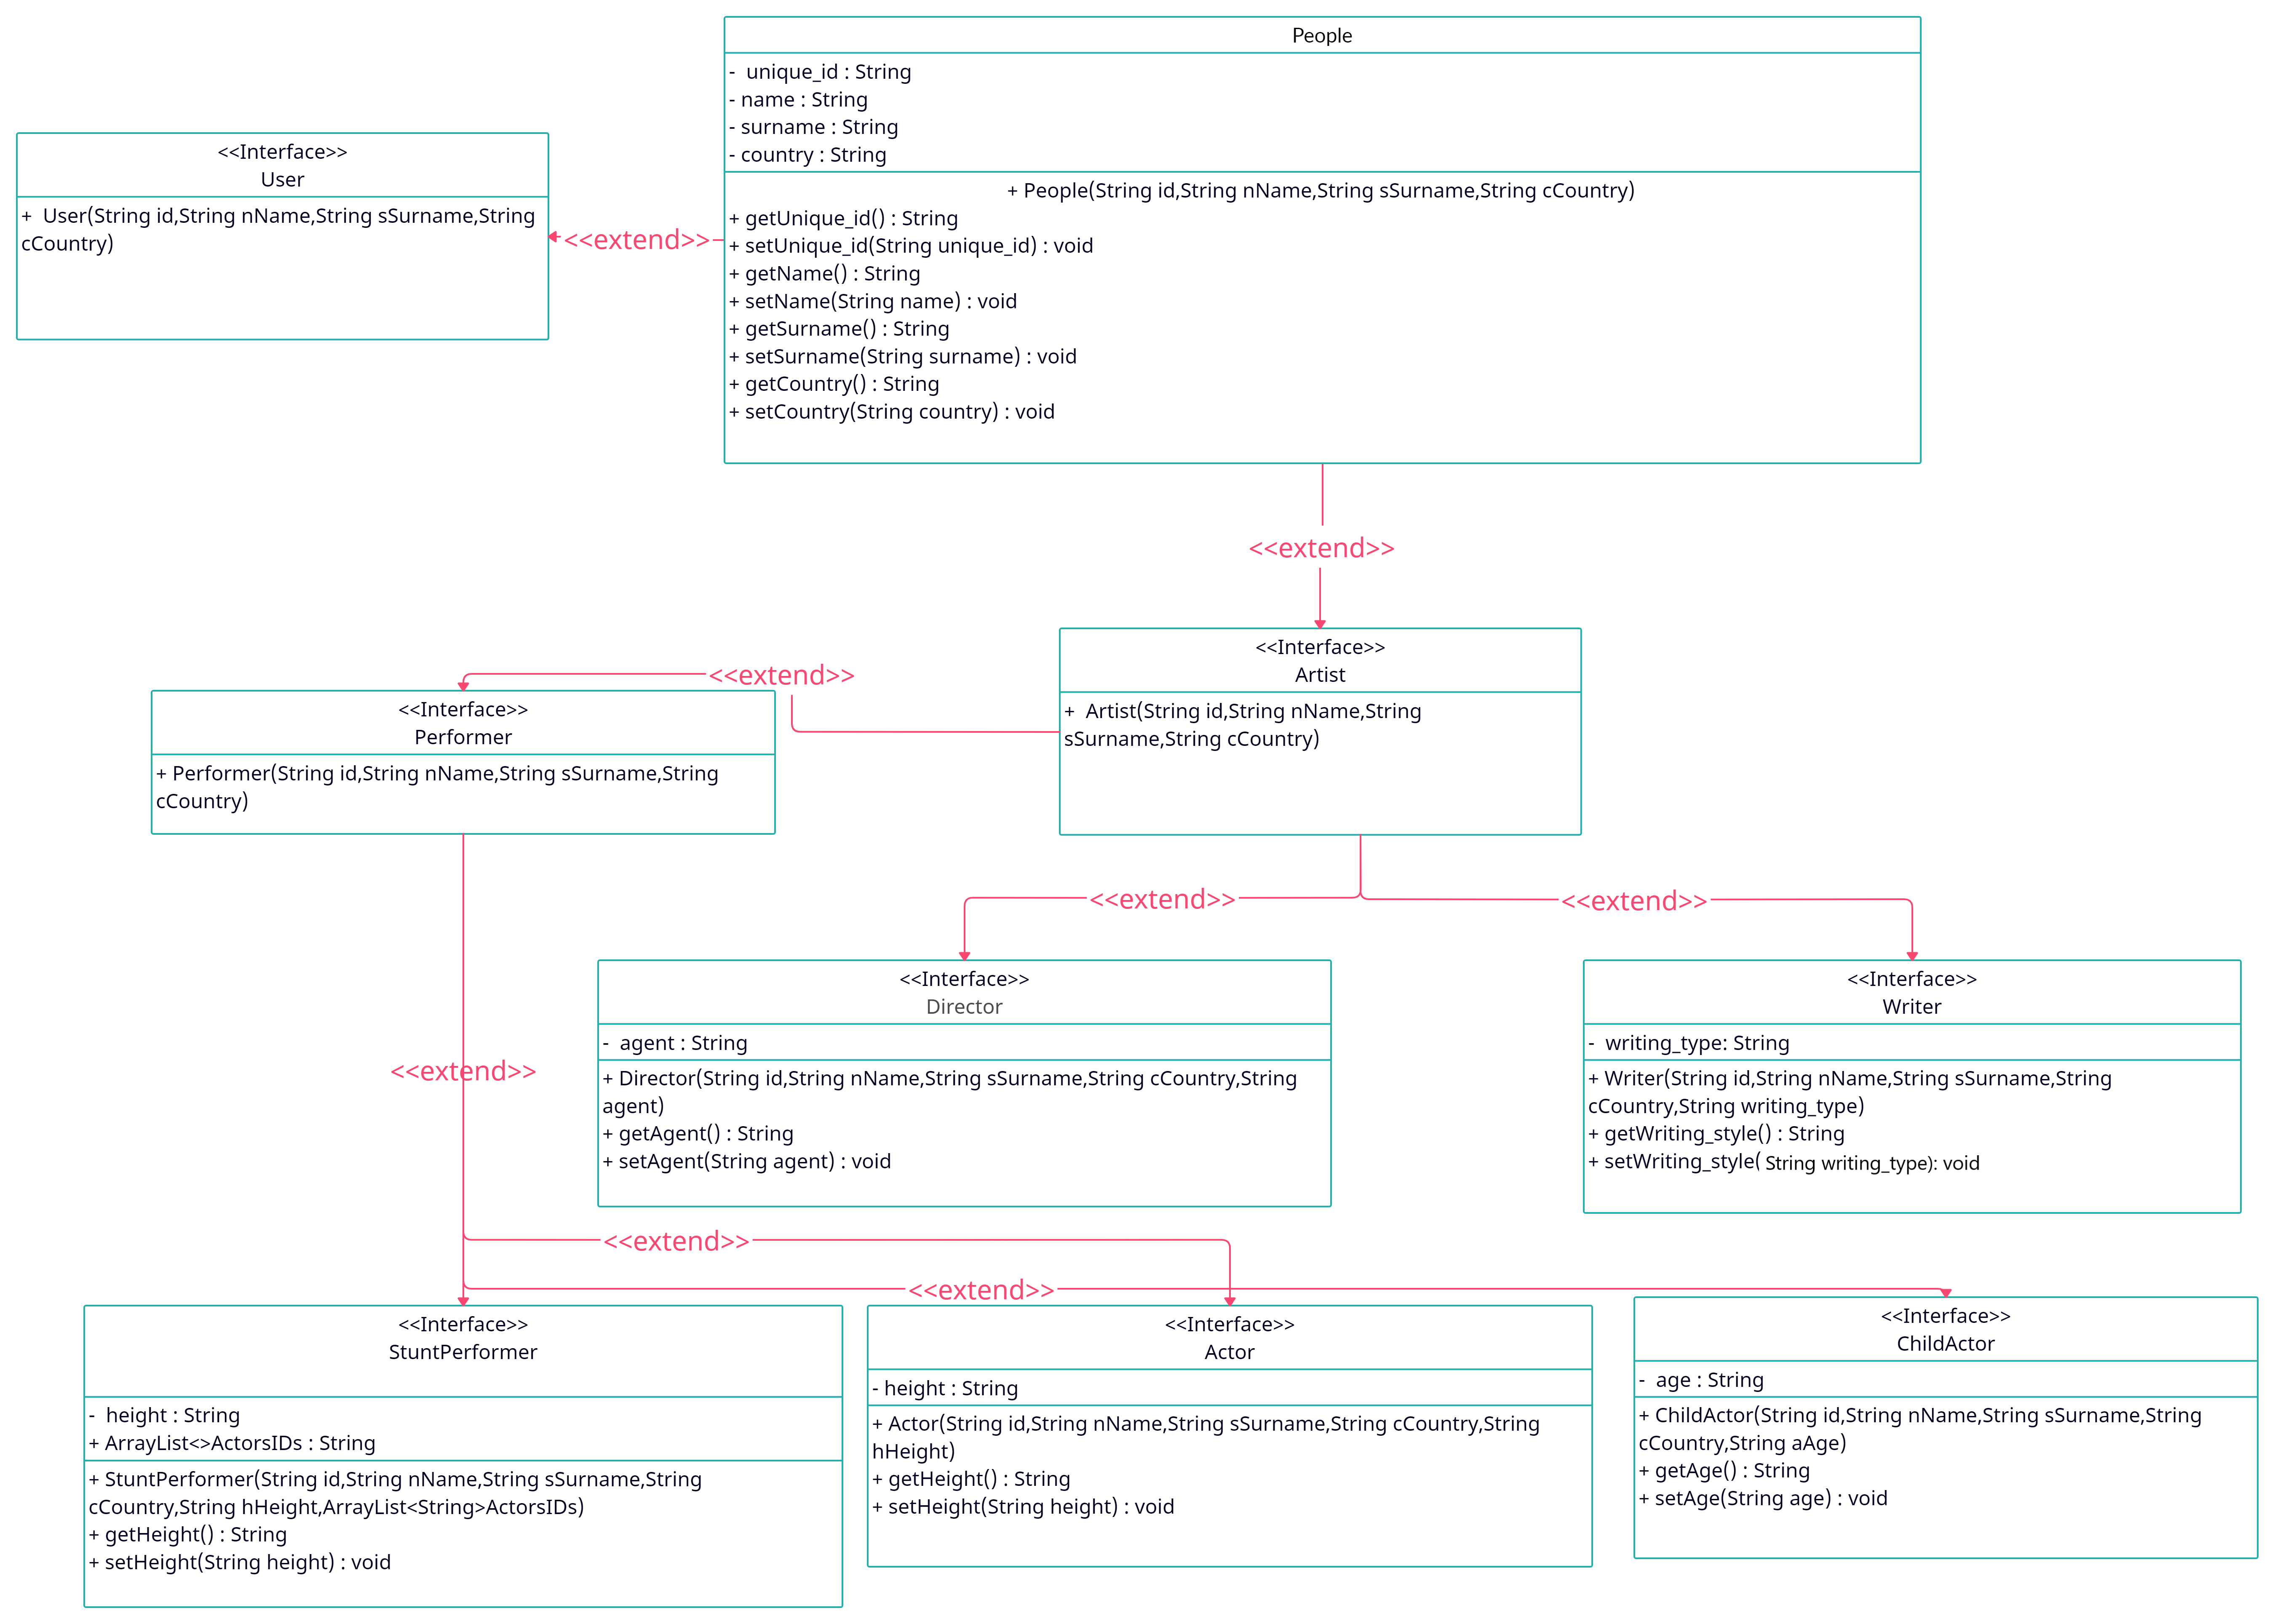 People
-  unique_id : String
- name : String
- surname : String
- country : String
+ People(String id,String nName,String sSurname,String cCountry)
+ getUnique_id() : String
+ setUnique_id(String unique_id) : void
+ getName() : String
+ setName(String name) : void
+ getSurname() : String
+ setSurname(String surname) : void
+ getCountry() : String
+ setCountry(String country) : void
<<Interface>>
User
+  User(String id,String nName,String sSurname,String
cCountry)
<<extend>>
<<extend>>
<<Interface>>
Artist
+  Artist(String id,String nName,String
sSurname,String cCountry)
<<extend>>
<<Interface>>
Performer
+ Performer(String id,String nName,String sSurname,String
cCountry)
<<extend>>
<<extend>>
<<Interface>>
Director
-  agent : String
+ Director(String id,String nName,String sSurname,String cCountry,String
agent)
+ getAgent() : String
+ setAgent(String agent) : void
<<Interface>>
Writer
-  writing_type: String
+ Writer(String id,String nName,String sSurname,String
cCountry,String writing_type)
+ getWriting_style() : String
+ setWriting_style( String writing_type): void
<<extend>>
<<extend>>
<<extend>>
<<Interface>>
StuntPerformer
-  height : String
+ ArrayList<>ActorsIDs : String
+ StuntPerformer(String id,String nName,String sSurname,String
cCountry,String hHeight,ArrayList<String>ActorsIDs)
+ getHeight() : String
+ setHeight(String height) : void
<<Interface>>
Actor
- height : String
+ Actor(String id,String nName,String sSurname,String cCountry,String
hHeight)
+ getHeight() : String
+ setHeight(String height) : void
<<Interface>>
ChildActor
-  age : String
+ ChildActor(String id,String nName,String sSurname,String
cCountry,String aAge)
+ getAge() : String
+ setAge(String age) : void